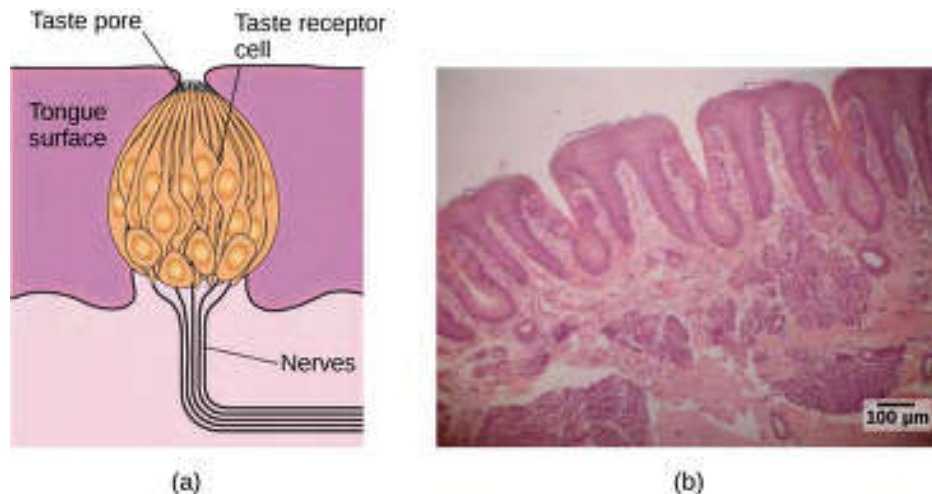 Taste pore
Taste receptor
cell
Tongue
surface
Nerves
100 µm
(a)
(b)